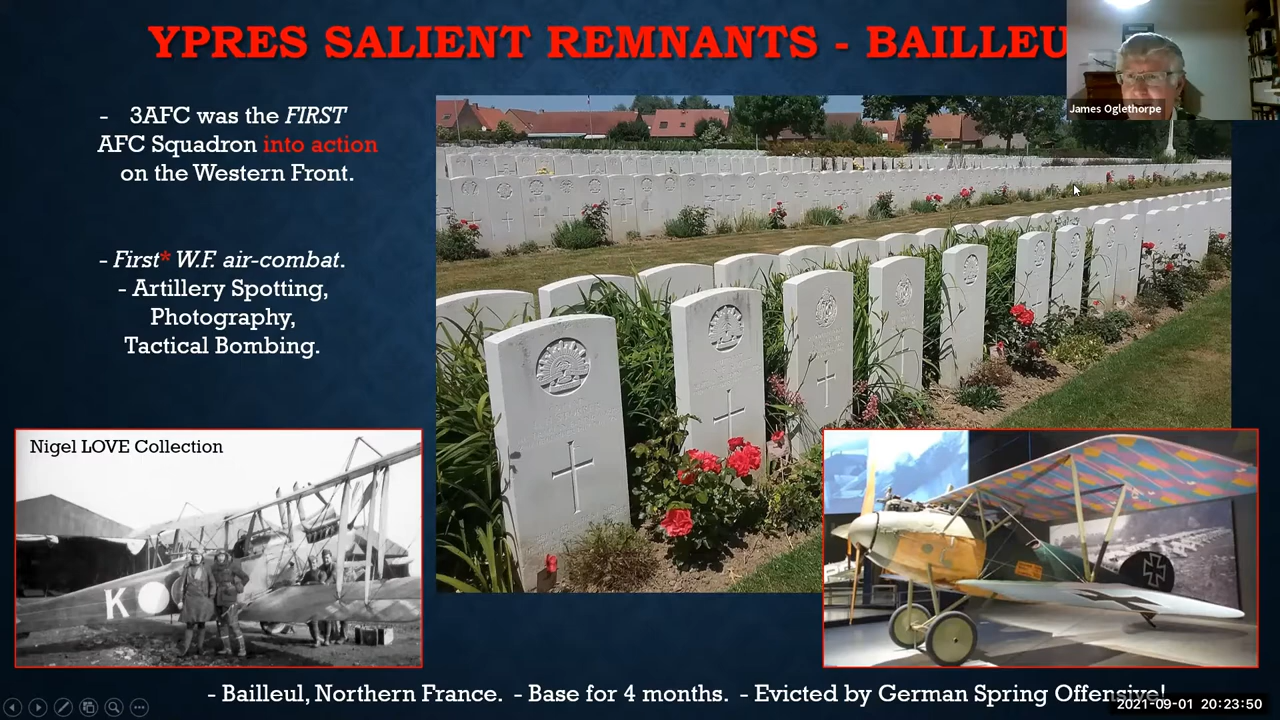 YPRES SALIENT REMNANTS - BAILLEU
James Oglethorpe
- 3AFC was the FIRST
AFC Squadron into action
on the Western Front.
- First* W.F. air-combat.
- Artillery Spotting,
Photography,
Tactical Bombing.
Nigel LOVE Collection
K
- Bailleul, Northern France. - Base for 4 months. - Evicted by German Spring Offensive!
2021-09-01 20:23:50